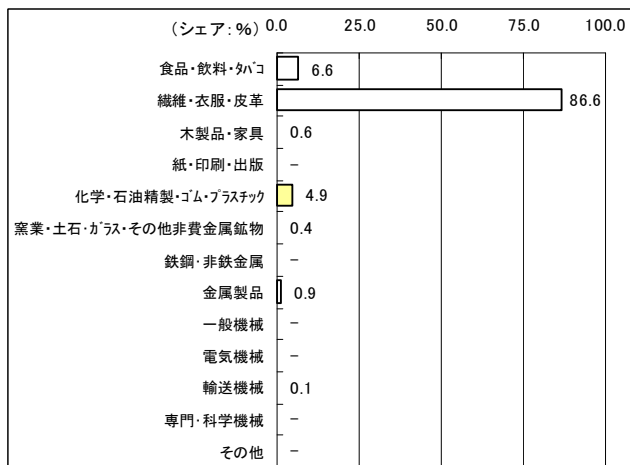 (シェア:%) 0.0 25.0 50.0 75.0 100.0
食品・飲料・ﾀﾊﾞｺ 6.6
繊維・衣服・皮革 86.6
木製品・家具 0.6
紙・印刷・出版 -
化学・石油精製・ｺﾞﾑ・ﾌﾟﾗｽﾁｯｸ 4.9
窯業・土石・ｶﾞﾗｽ・その他非費金属鉱物 0.4
鉄鋼・非鉄金属 -
金属製品 0.9
一般機械 -
電気機械 -
輸送機械 0.1
専門・科学機械 -
その他 -